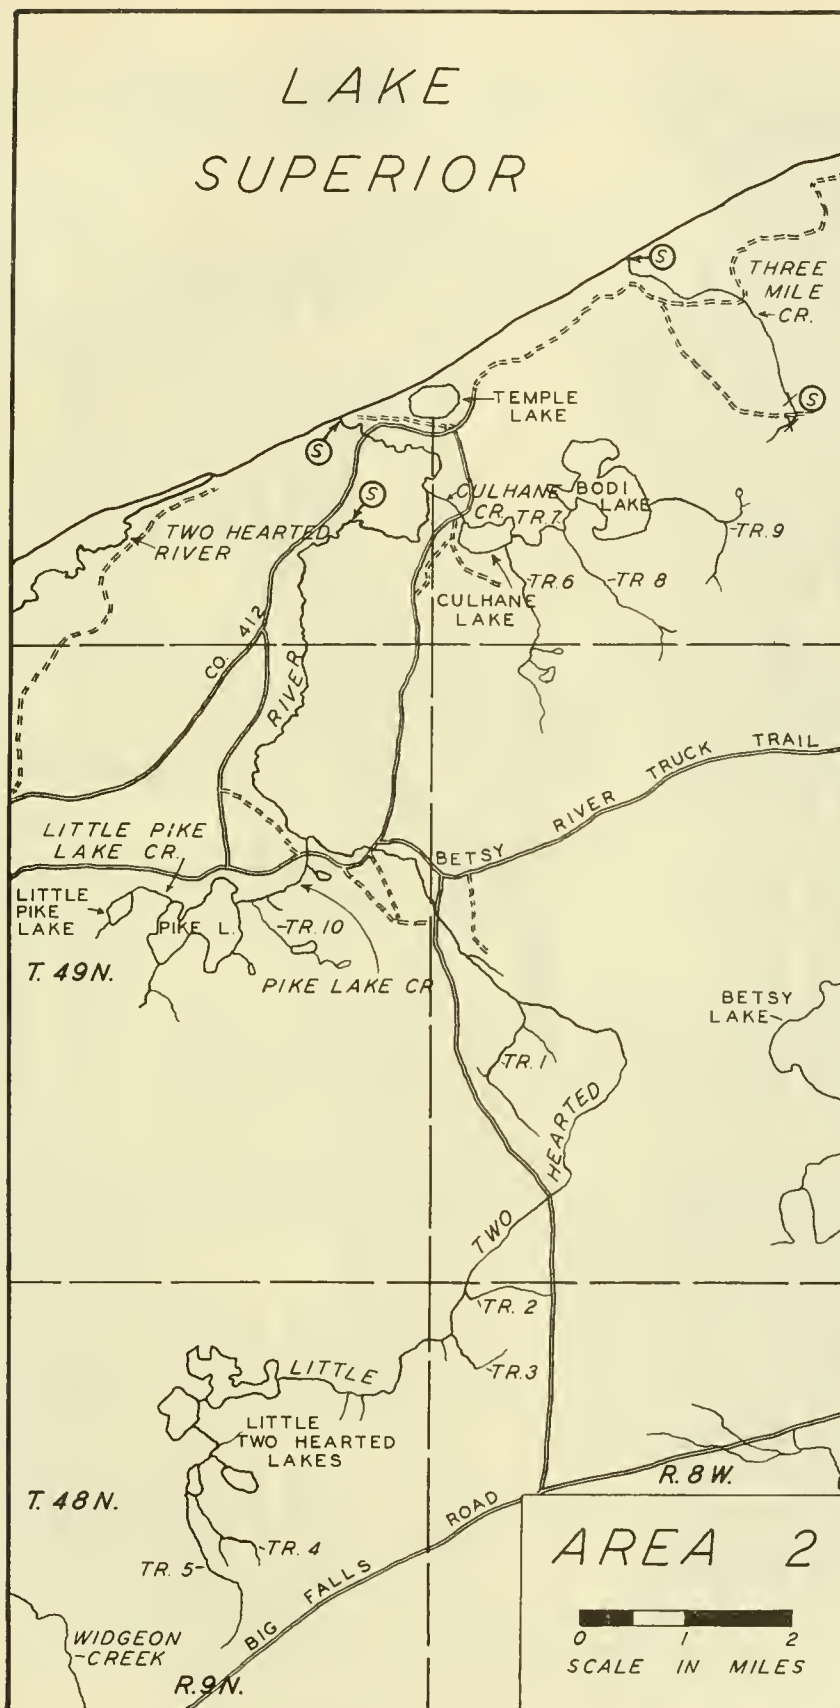 LAKE
SUPERIOR
S
THREE
MILE
CR.
S
TEMPLE
LAKE
S
S
CULHANE
CR.
BODI
LAKE
TR. 7
TR. 9
TWO HEARTED
RIVER
TR. 6
TR 8
CULHANE
LAKE
CO. 412
RIVER
BETSY RIVER TRUCK TRAIL
LITTLE PIKE
LAKE CR.
LITTLE
PIKE
LAKE
PIKE L.
TR. 10
T. 49N.
PIKE LAKE CR
BETSY
LAKE
TR. 1
LITTLE TWO HEARTED
TR. 2
TR. 3
LITTLE
TWO HEARTED
LAKES
T. 48 N.
R. 8 W.
TR. 4
TR. 5
BIG FALLS ROAD
WIDGEON
CREEK
R. 9 N.
AREA 2
0 1 2
SCALE IN MILES